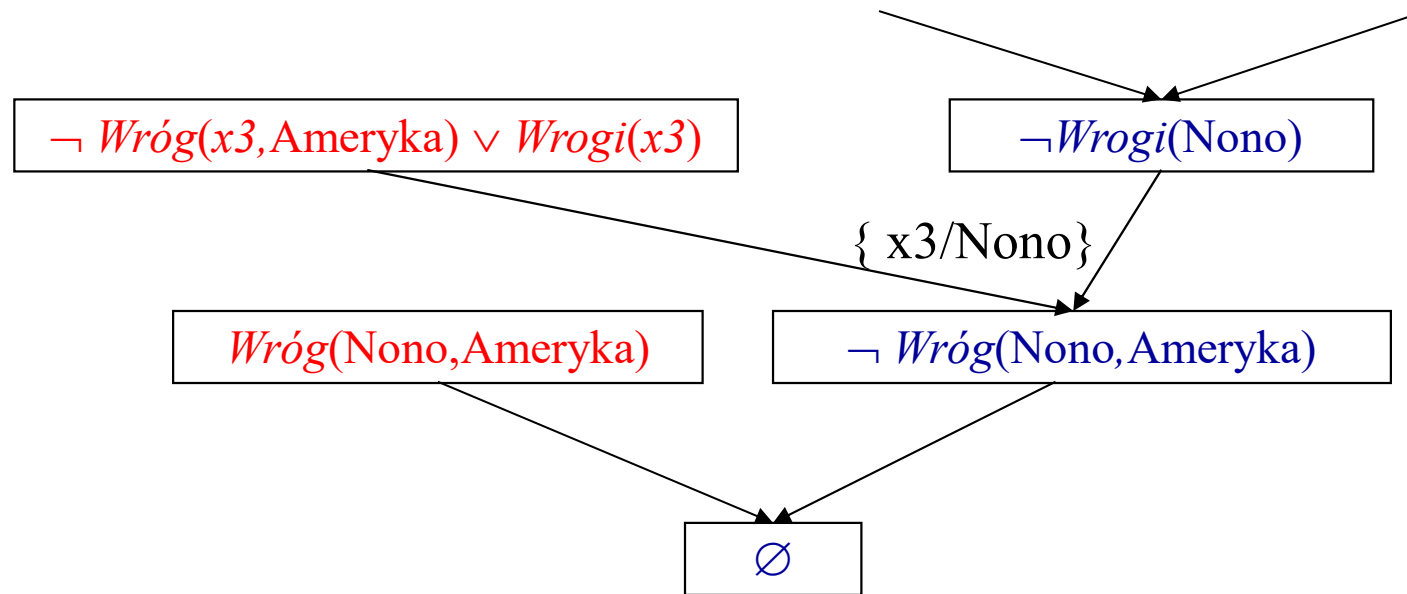 ¬ Wróg(x3,Ameryka) ∨ Wrogi(x3)
¬Wrogi(Nono)
{ x3/Nono}
Wróg(Nono,Ameryka)
¬ Wróg(Nono,Ameryka)
∅